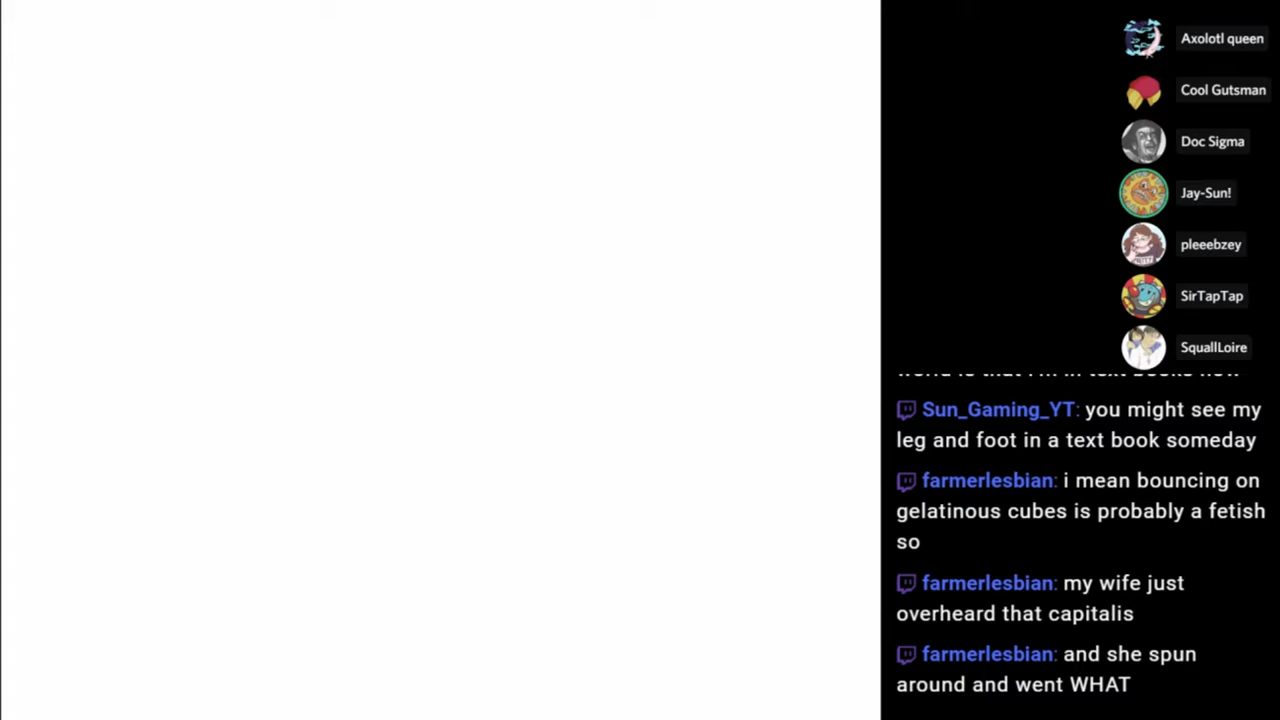 Axolotl queen
Cool Gutsman
Doc Sigma
Jay-Sun!
pleeebzey
SirTapTap
SquallLoire
Sun_Gaming_YT: you might see my
leg and foot in a text book someday
farmerlesbian: i mean bouncing on
gelatinous cubes is probably a fetish
so
farmerlesbian: my wife just
overheard that capitalis
farmerlesbian: and she spun
around and went WHAT